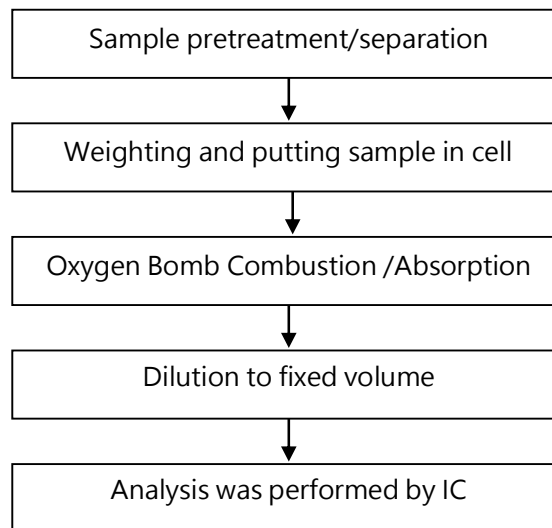 Sample pretreatment/separation
Weighting and putting sample in cell
Oxygen Bomb Combustion /Absorption
Dilution to fixed volume
Analysis was performed by IC